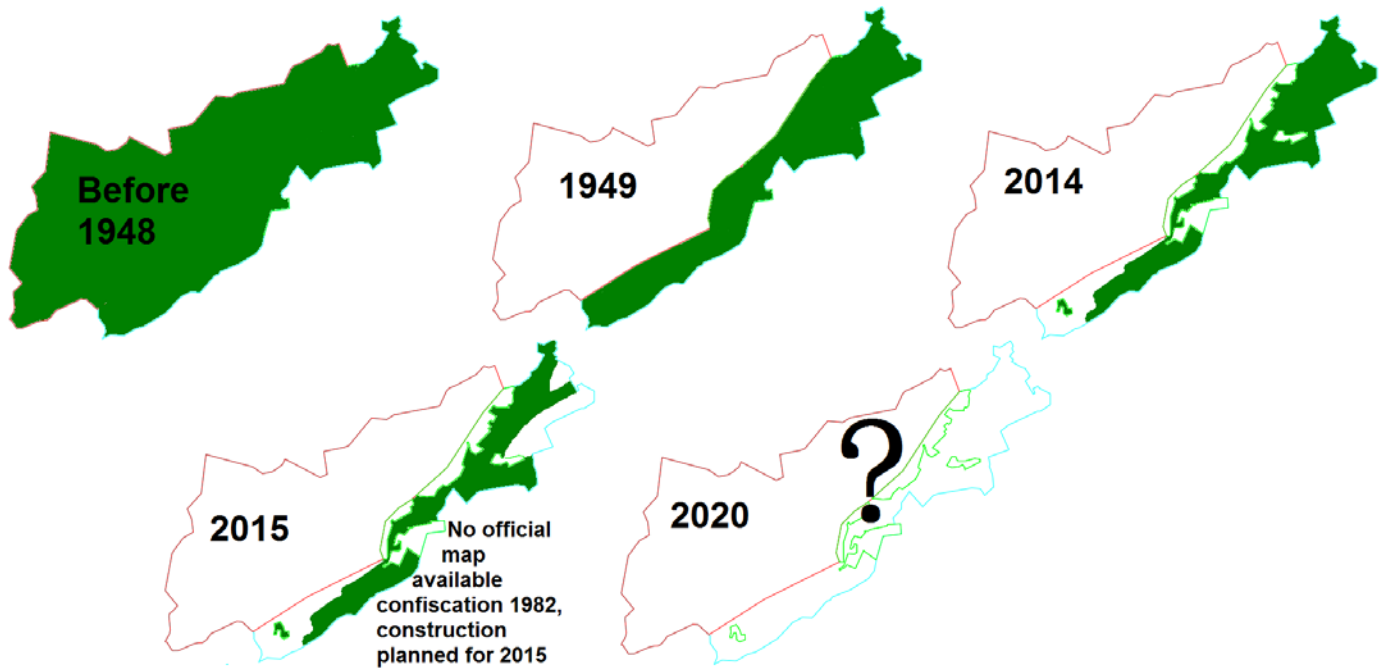 Before
1948
1949
2014
2015
No official
map
available
confiscation 1982,
construction
planned for 2015
2020
?